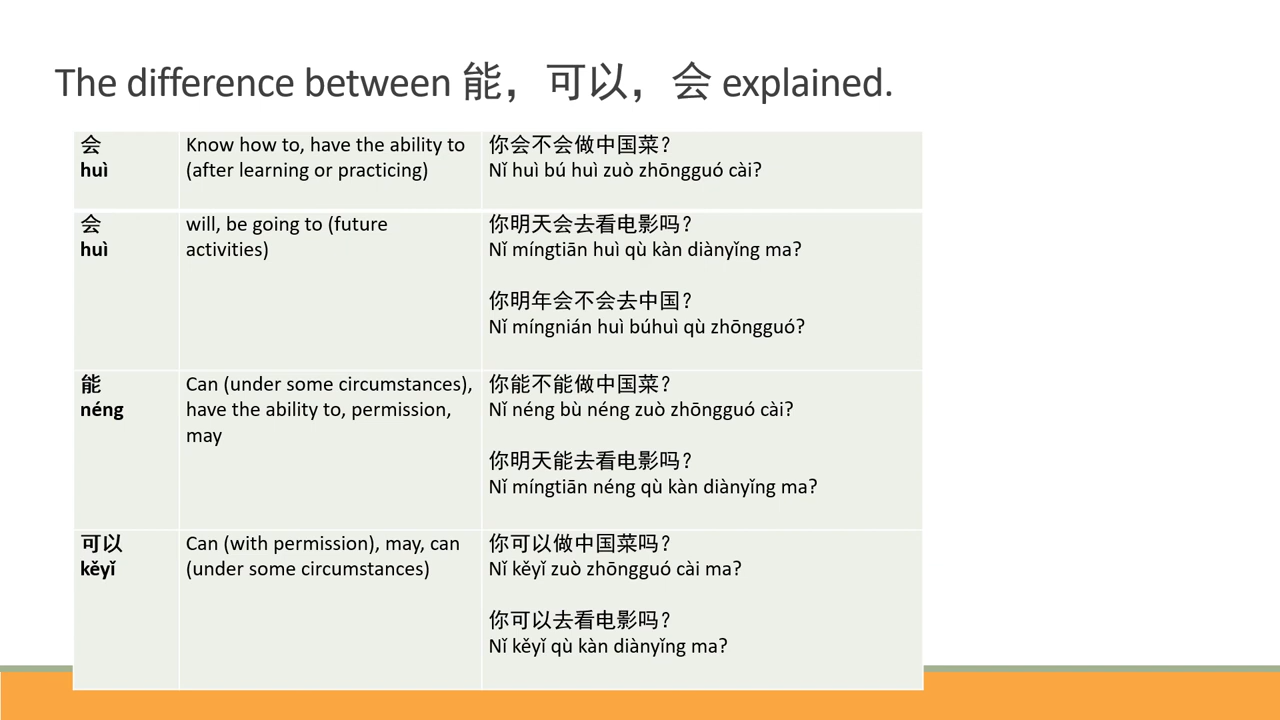 The difference between 能，可以，会 explained.
会
huì
Know how to, have the ability to
(after learning or practicing)
你会不会做中国菜？
Nǐ huì bú huì zuò zhōngguó cài?
会
huì
will, be going to (future
activities)
你明天会去看电影吗？
Nǐ míngtiān huì qù kàn diànyǐng ma?
你明年会不会去中国？
Nǐ míngnián huì búhuì qù zhōngguó?
能
néng
Can (under some circumstances),
have the ability to, permission,
may
你能不能做中国菜？
Nǐ néng bù néng zuò zhōngguó cài?
你明天能去看电影吗？
Nǐ míngtiān néng qù kàn diànyǐng ma?
可以
kěyǐ
Can (with permission), may, can
(under some circumstances)
你可以做中国菜吗？
Nǐ kěyǐ zuò zhōngguó cài ma?
你可以去看电影吗？
Nǐ kěyǐ qù kàn diànyǐng ma?